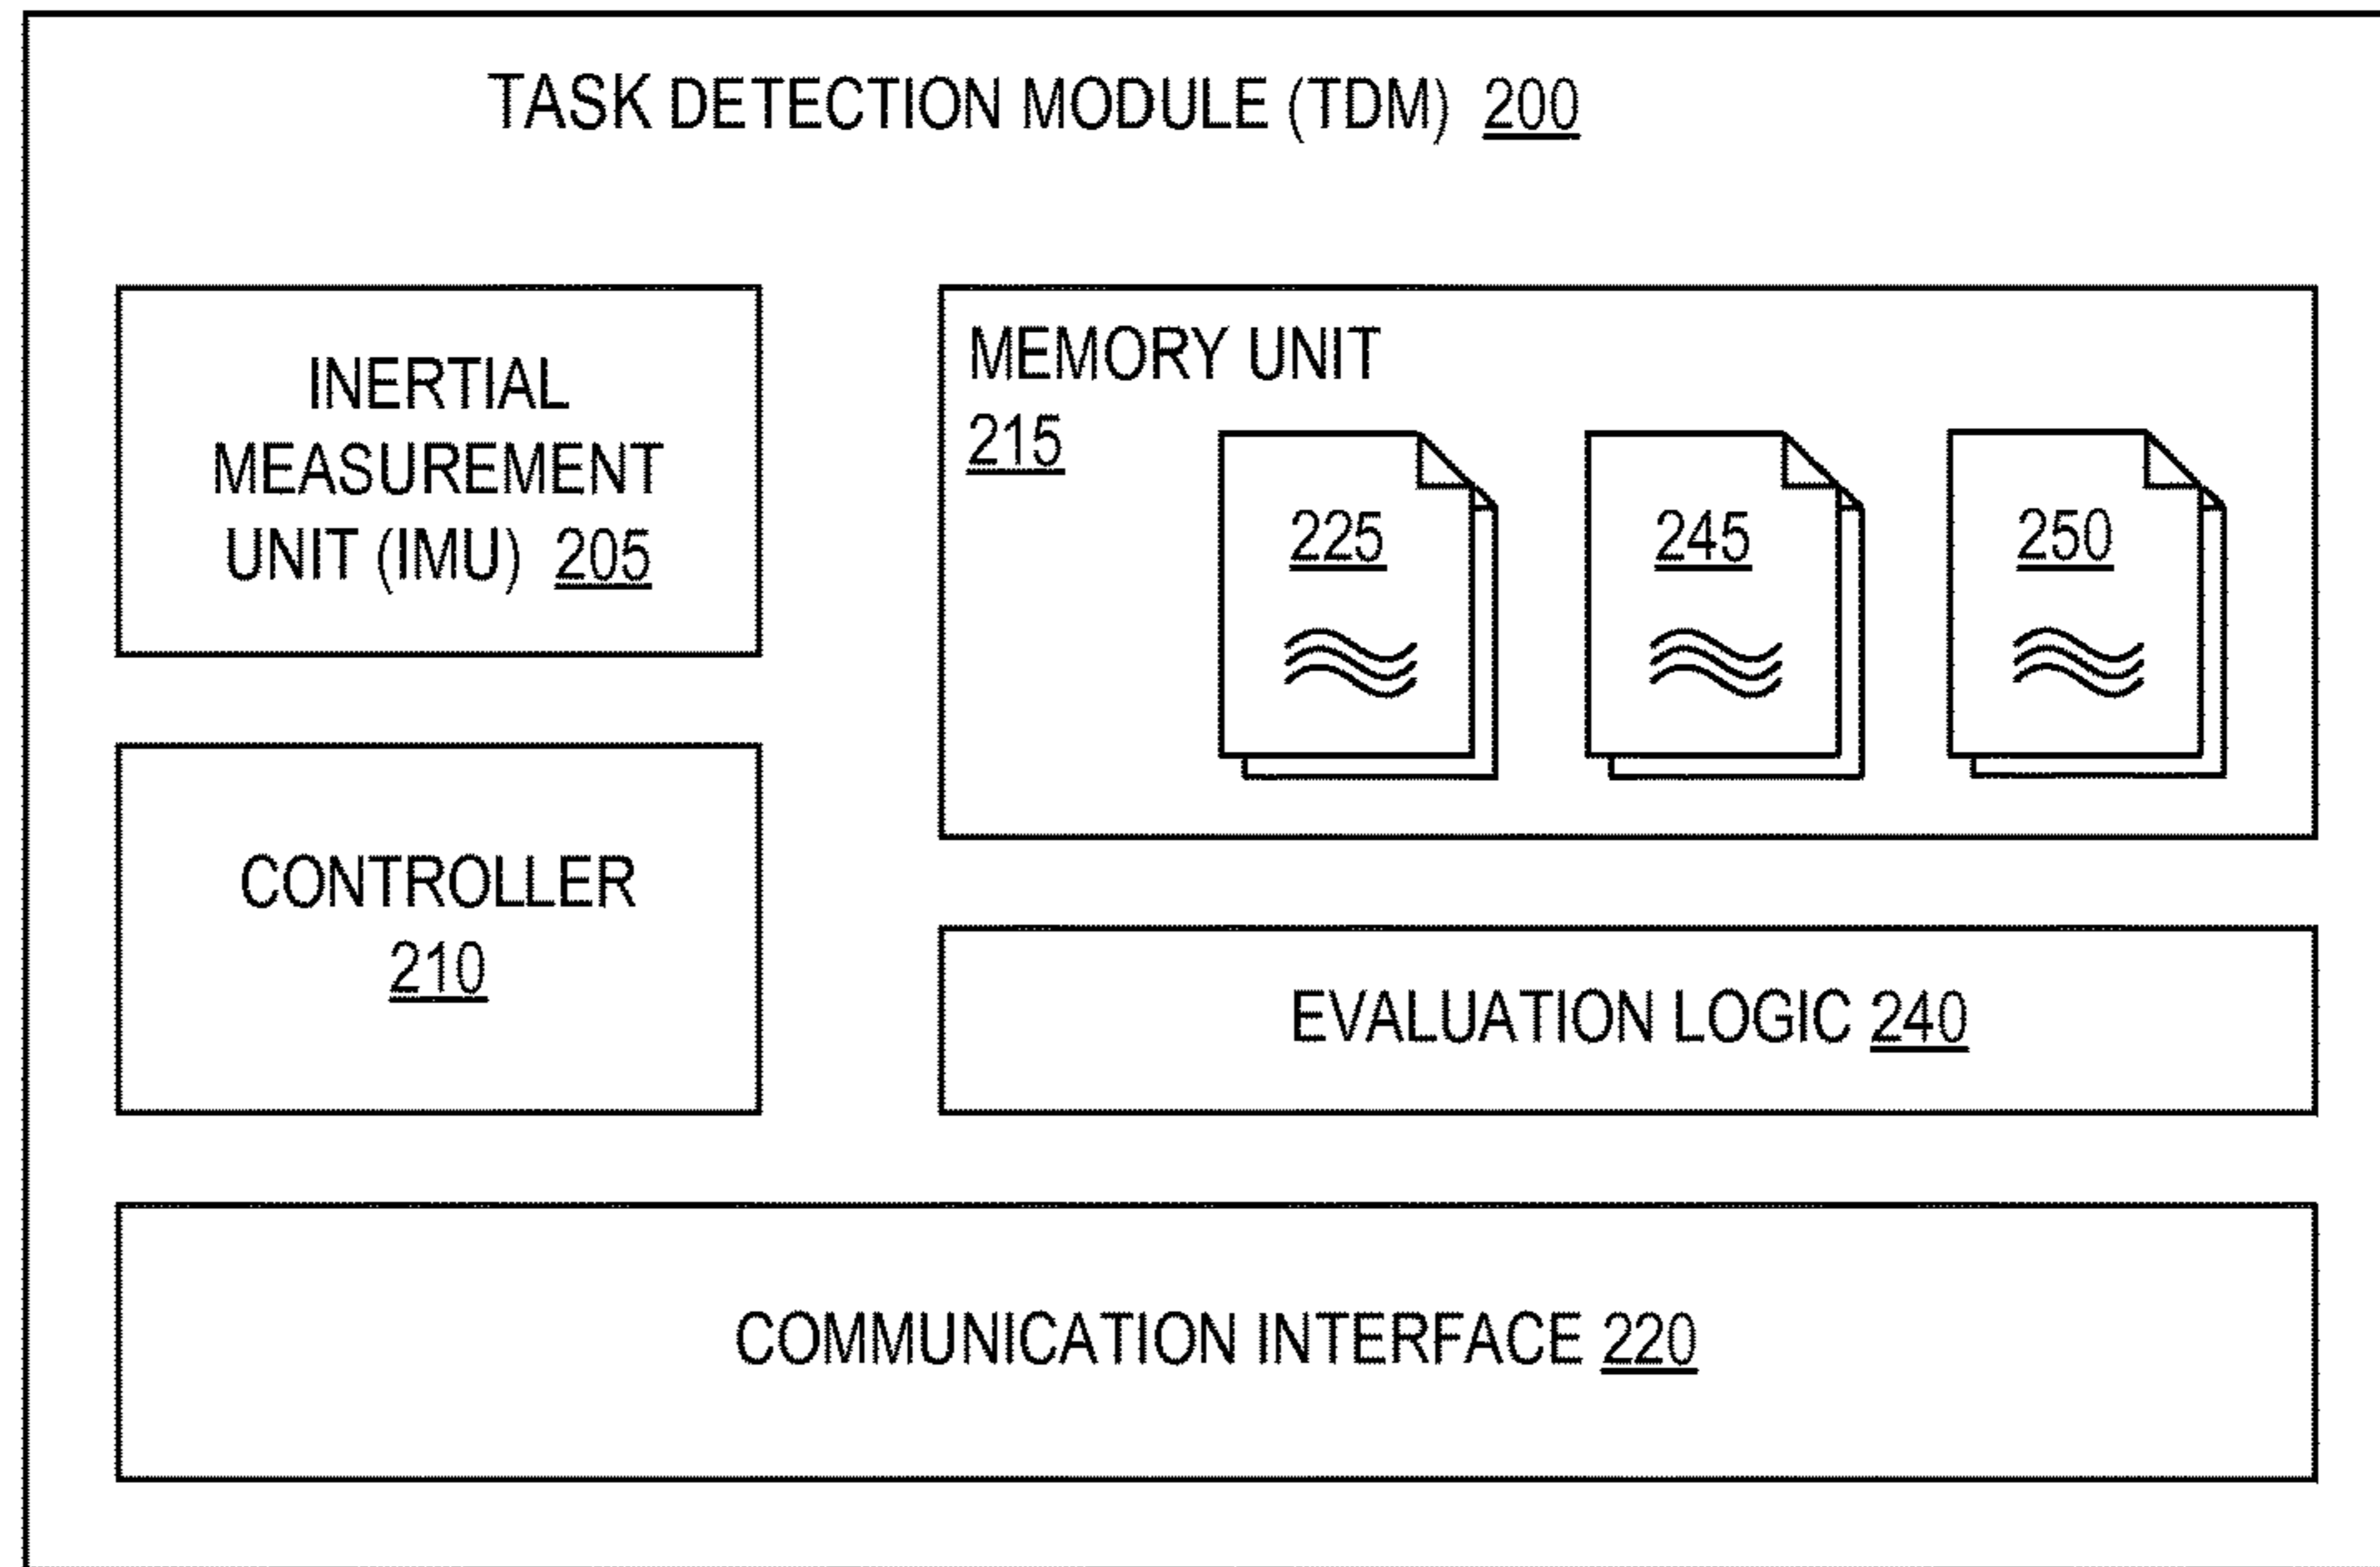 TASK DETECTION MODULE (TDM) 200
INERTIAL
MEASUREMENT
UNIT (IMU) 205
MEMORY UNIT
215
225
245
250
CONTROLLER
210
EVALUATION LOGIC 240
COMMUNICATION INTERFACE 220